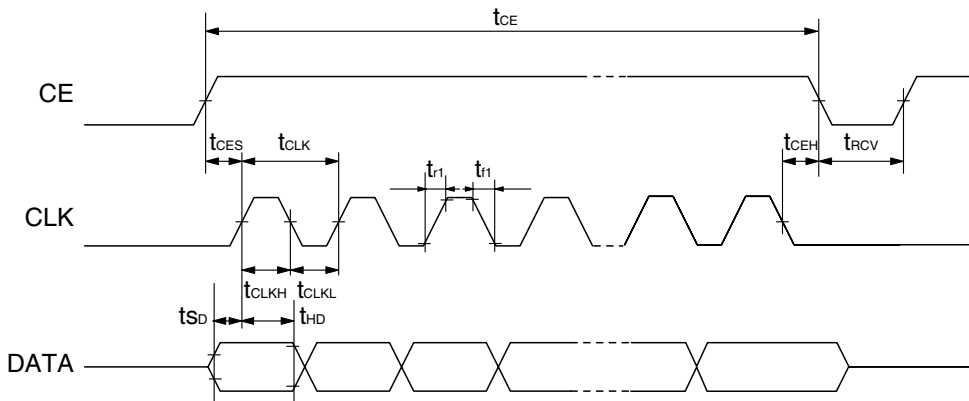 tCE
CE
tCES tCLK tCEH tRCV
tr1 tf1
CLK
tCLKH tCLKL
tSD tHD
DATA